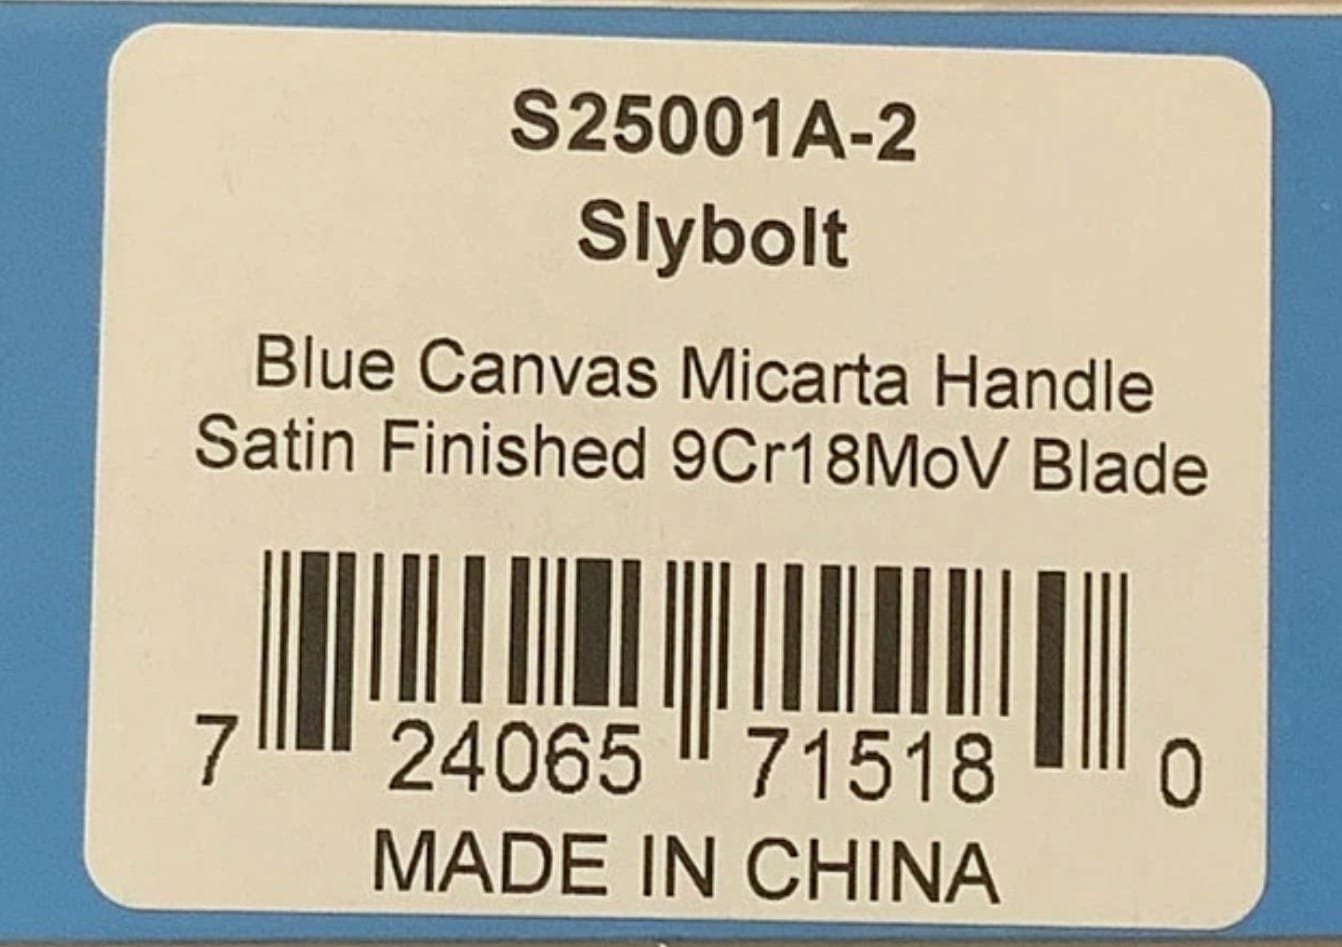 S25001A-2
Slybolt
Blue Canvas Micarta Handle
Satin Finished 9Cr18MoV Blade
7 24065 71518 0
MADE IN CHINA